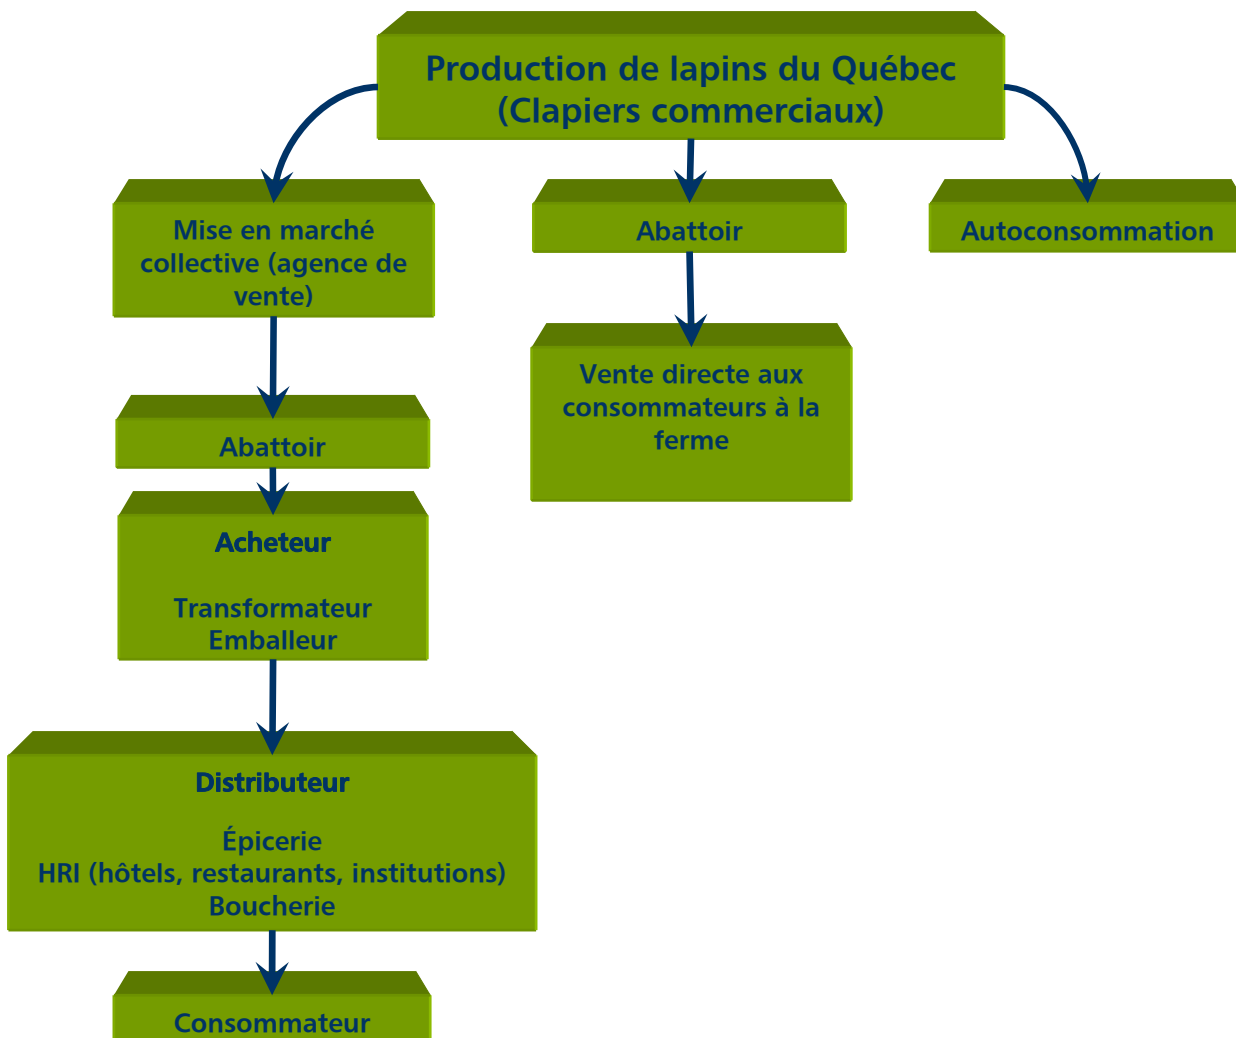 Production de lapins du Québec
(Clapiers commerciaux)
Mise en marché
collective (agence de
vente)
Abattoir
Acheteur
Transformateur
Emballeur
Distributeur
Épicerie
HRI (hôtels, restaurants, institutions)
Boucherie
Consommateur
Abattoir
Vente directe aux
consommateurs à la
ferme
Autoconsommation